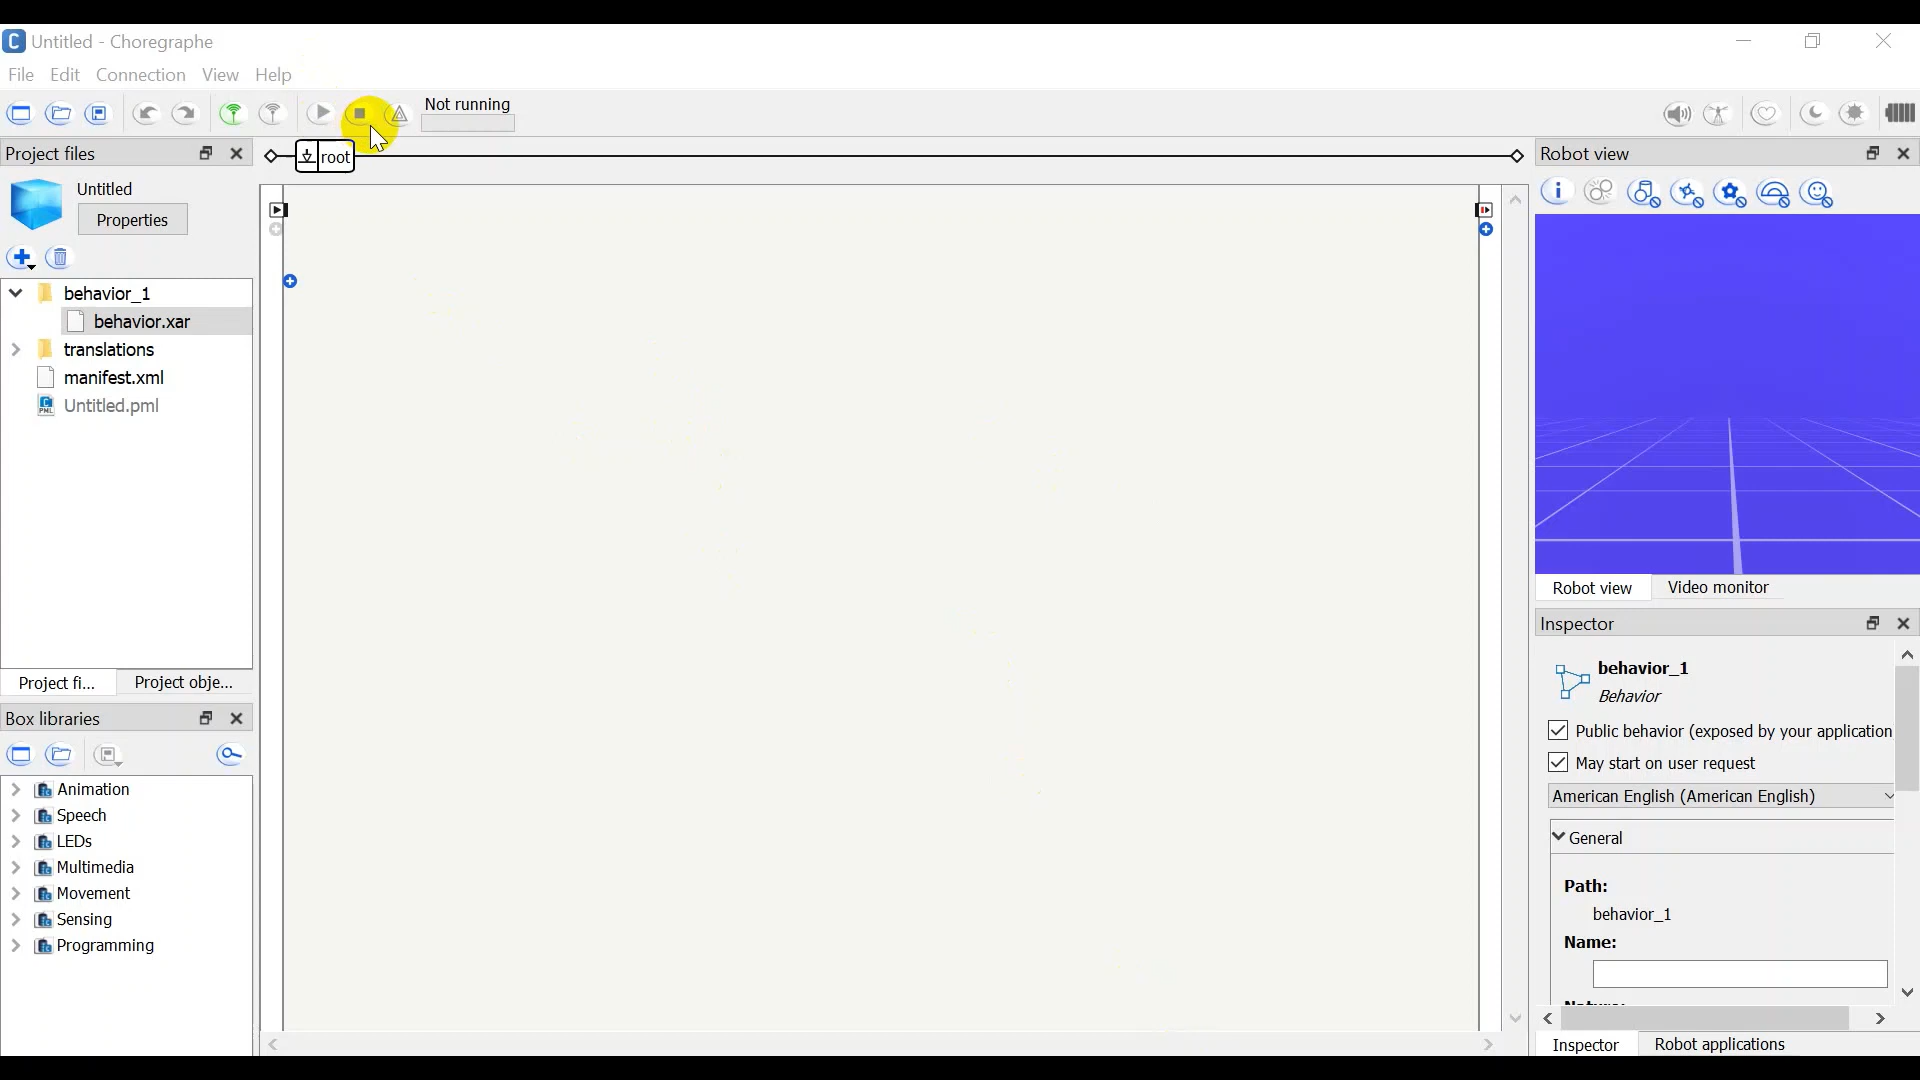 Untitled - Choregraphe
File Edit Connection View Help
Not running
Project files
root
Robot view
Untitled
Properties
behavior_1
behavior.xar
translations
manifest.xml
Untitled.pml
Project fi...
Project obje...
Robot view
Video monitor
Inspector
behavior_1
Behavior
Public behavior (exposed by your application
May start on user request
American English (American English)
General
Path:
behavior_1
Name:
Box libraries
Animation
Speech
LEDs
Multimedia
Movement
Sensing
Programming
Inspector
Robot applications